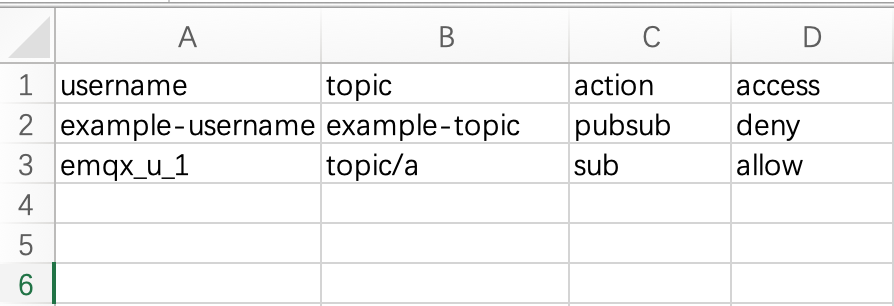 A B C D
1 username topic action access
2 example-username example-topic pubsub deny
3 emqx_u_1 topic/a sub allow
4
5
6